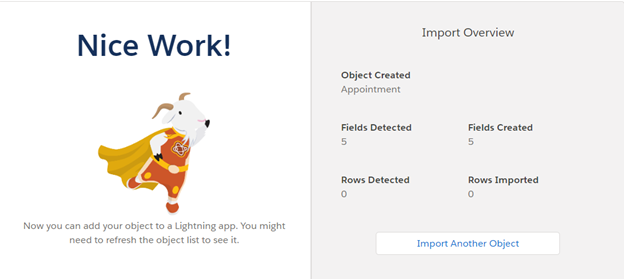 Nice Work!
Now you can add your object to a Lightning app. You might
need to refresh the object list to see it.
Import Overview
Object Created
Appointment
Fields Detected
5
Fields Created
5
Rows Detected
0
Rows Imported
0
Import Another Object